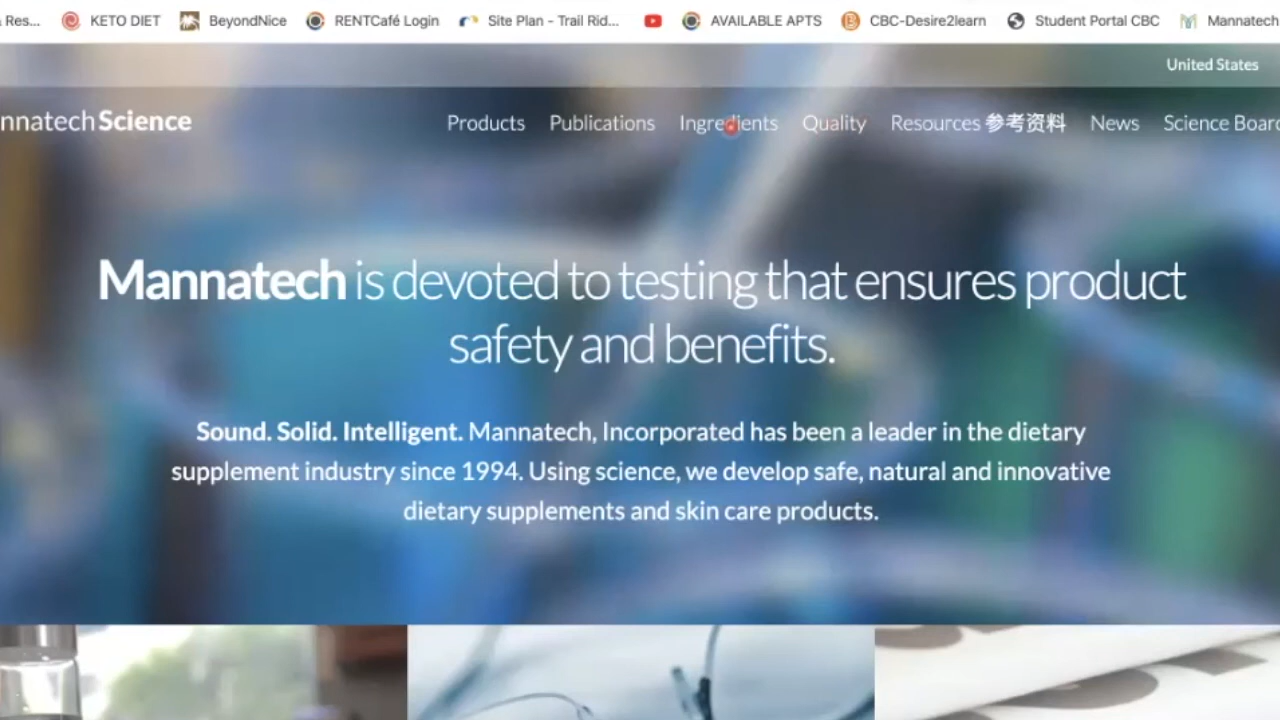 Res...
KETO DIET
BeyondNice
RENTCafé Login
Site Plan - Trail Rid...
AVAILABLE APTS
CBC-Desire2learn
Student Portal CBC
Mannatech
United States
nnatech Science
Products
Publications
Ingredients
Quality
Resources 参考资料
News
Science Boar
Mannatech is devoted to testing that ensures product
safety and benefits.
Sound. Solid. Intelligent. Mannatech, Incorporated has been a leader in the dietary
supplement industry since 1994. Using science, we develop safe, natural and innovative
dietary supplements and skin care products.